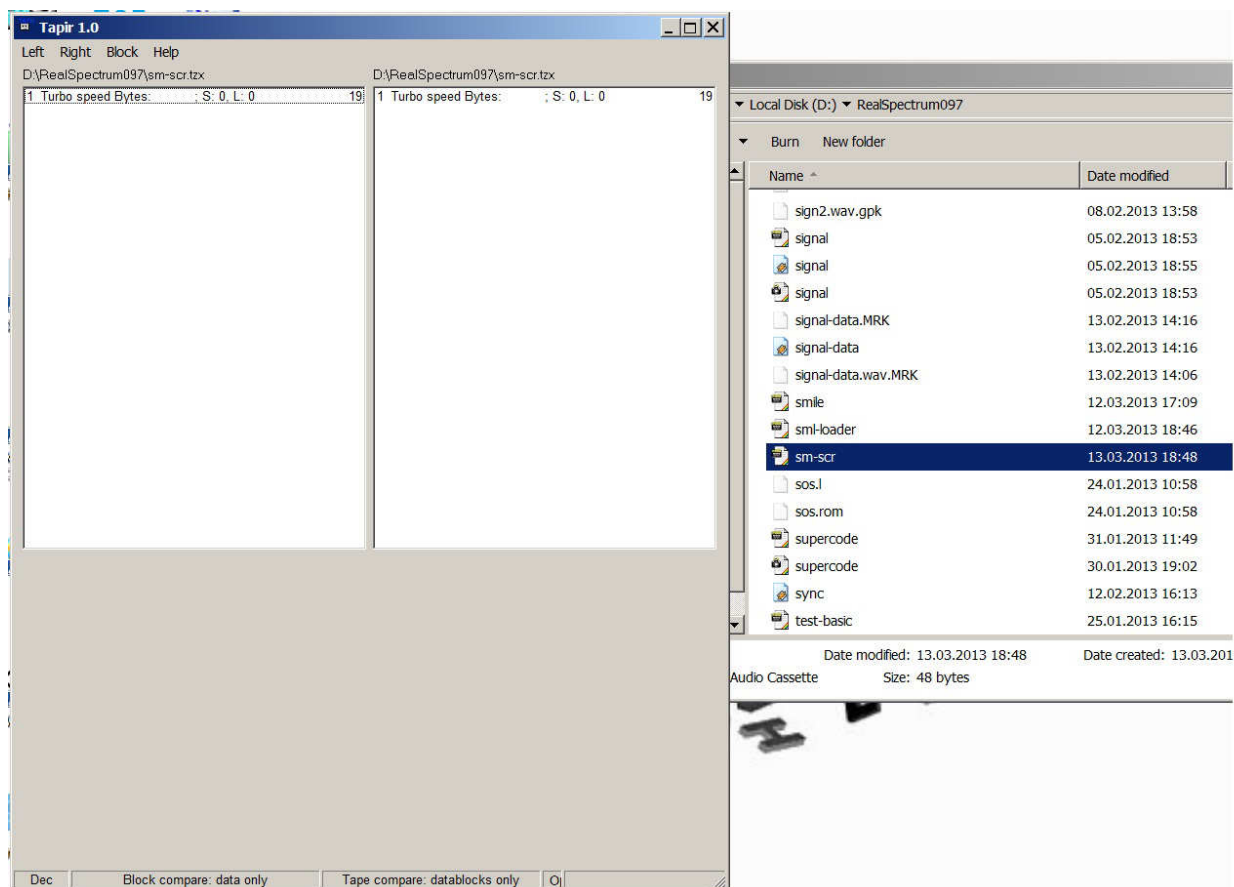 Tapir 1.0
Left Right Block Help
D:\RealSpectrum097\sm-scr.tzx D:\RealSpectrum097\sm-scr.tzx
1 Turbo speed Bytes: ; S: 0, L: 0 19 1 Turbo speed Bytes: ; S: 0, L: 0 19
Dec Block compare: data only Tape compare: datablocks only
Local Disk (D:) RealSpectrum097
Burn New folder
Name Date modified
sign2.wav.gpk 08.02.2013 13:58
signal 05.02.2013 18:53
signal 05.02.2013 18:55
signal 05.02.2013 18:53
signal-data.MRK 13.02.2013 14:16
signal-data 13.02.2013 14:16
signal-data.wav.MRK 13.02.2013 14:06
smile 12.03.2013 17:09
sml-loader 12.03.2013 18:46
sm-scr 13.03.2013 18:48
sos.l 24.01.2013 10:58
sos.rom 24.01.2013 10:58
supercode 31.01.2013 11:49
supercode 30.01.2013 19:02
sync 12.02.2013 16:13
test-basic 25.01.2013 16:15
Date modified: 13.03.2013 18:48 Date created: 13.03.201
Audio Cassette Size: 48 bytes